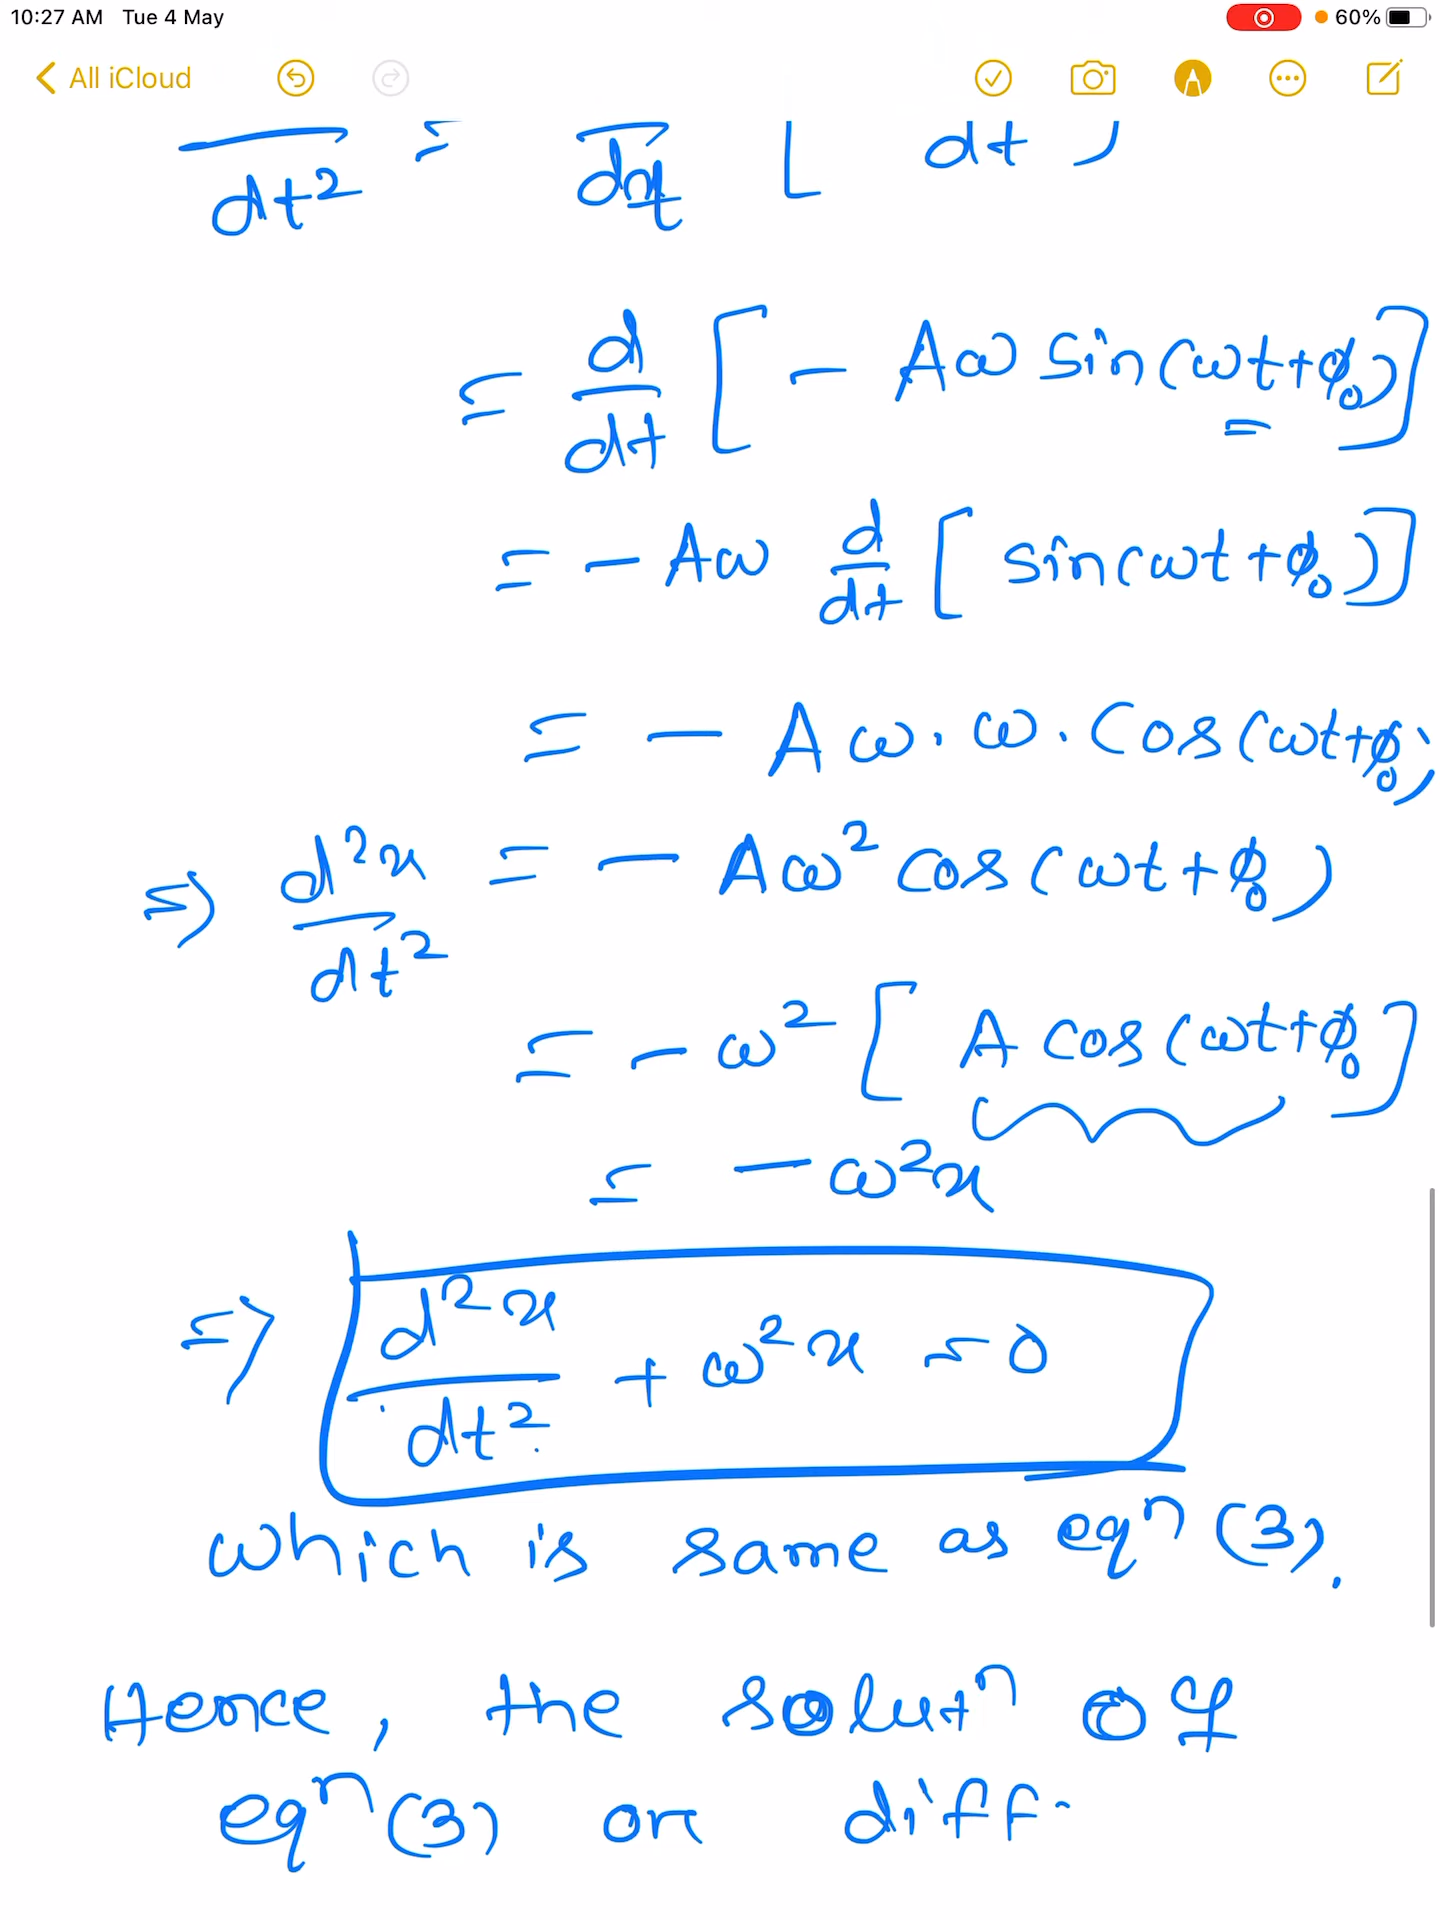 10:27 AM Tue 4 May 60%
All iCloud
dt² = d/dt [ dt )
= d/dt [ - Aω sin(ωt+φ₀) ]
= - Aω d/dt [ sin(ωt+φ₀) ]
= - Aω.ω. cos(ωt+φ₀)
=> d²x/dt² = - Aω² cos(ωt+φ₀)
= - ω² [ A cos(ωt+φ₀ ]
= - ω²x
=> d²x/dt² + ω²x = 0
which is same as eqⁿ (3).
Hence, the solutⁿ of
eqⁿ (3) or diff